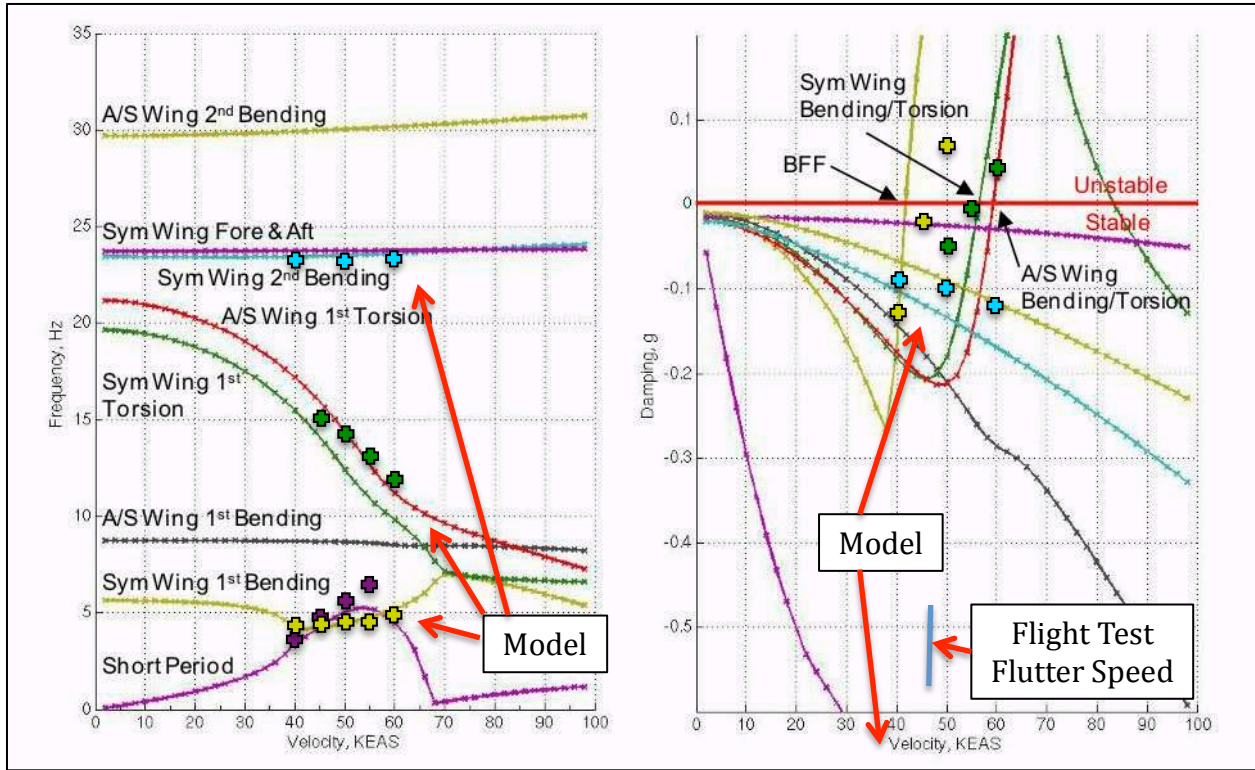 35
30
25
20
15
10
5
0
Frequency, Hz
A/S Wing 2nd Bending
Sym Wing Fore & Aft
Sym Wing 2nd Bending
A/S Wing 1st Torsion
Sym Wing 1st
Torsion
A/S Wing 1st Bending
Sym Wing 1st Bending
Short Period
Model
0 10 20 30 40 50 60 70 80 90 100
Velocity, KEAS
0.1
0
-0.1
-0.2
-0.3
-0.4
-0.5
Damping, g
Sym Wing
Bending/Torsion
BFF
Unstable
Stable
A/S Wing
Bending/Torsion
Model
Flight Test
Flutter Speed
0 10 20 30 40 50 60 70 80 90 100
Velocity, KEAS